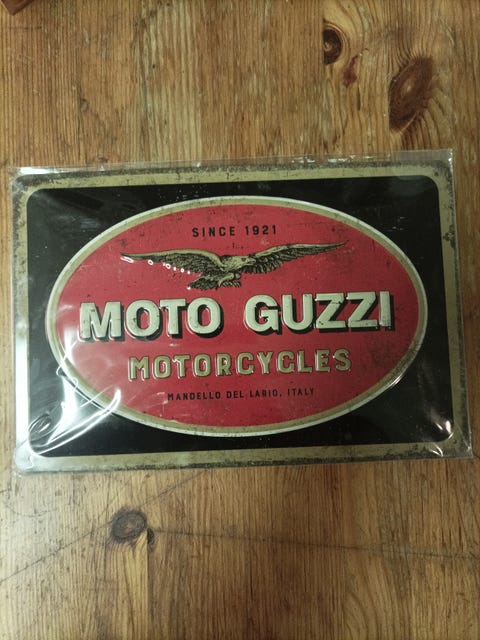 SINCE 1921
MOTO GUZZI
MOTORCYCLES
MANDELLO DEL LARIO, ITALY